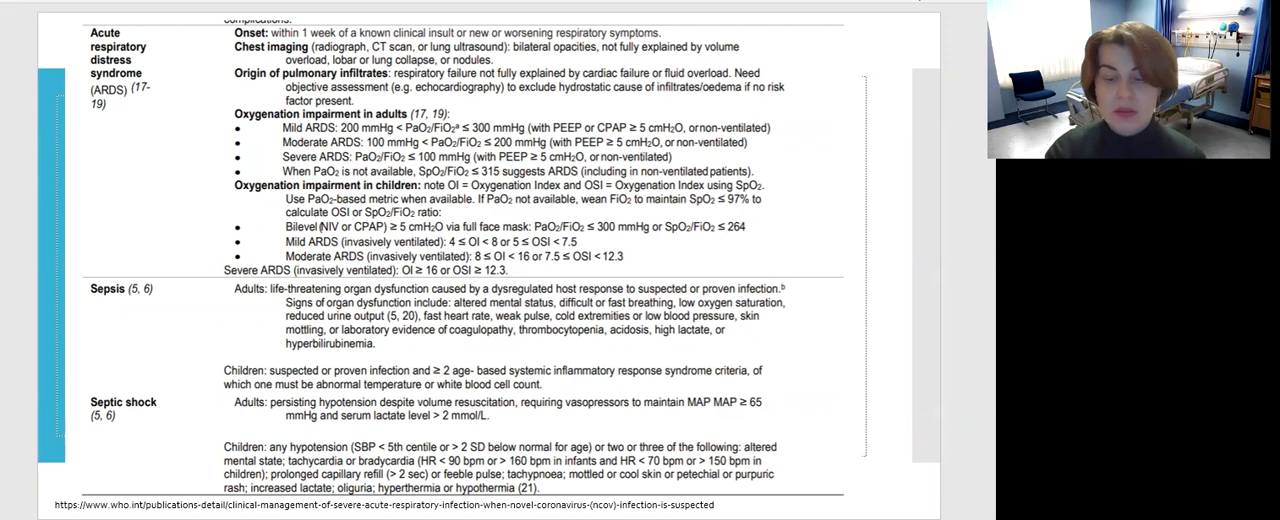 complications.
Acute
respiratory
distress
syndrome
(ARDS) (17-
19)
Onset: within 1 week of a known clinical insult or new or worsening respiratory symptoms.
Chest imaging (radiograph, CT scan, or lung ultrasound): bilateral opacities, not fully explained by volume
overload, lobar or lung collapse, or nodules.
Origin of pulmonary infiltrates: respiratory failure not fully explained by cardiac failure or fluid overload. Need
objective assessment (e.g. echocardiography) to exclude hydrostatic cause of infiltrates/oedema if no risk
factor present.
Oxygenation impairment in adults (17, 19):
• Mild ARDS: 200 mmHg < PaO₂/FiO₂ᵃ ≤ 300 mmHg (with PEEP or CPAP ≥ 5 cmH₂O, or non-ventilated)
• Moderate ARDS: 100 mmHg < PaO₂/FiO₂ ≤ 200 mmHg (with PEEP ≥ 5 cmH₂O, or non-ventilated)
• Severe ARDS: PaO₂/FiO₂ ≤ 100 mmHg (with PEEP ≥ 5 cmH₂O, or non-ventilated)
• When PaO₂ is not available, SpO₂/FiO₂ ≤ 315 suggests ARDS (including in non-ventilated patients).
Oxygenation impairment in children: note OI = Oxygenation Index and OSI = Oxygenation Index using SpO₂.
Use PaO₂-based metric when available. If PaO₂ not available, wean FiO₂ to maintain SpO₂ ≤ 97% to
calculate OSI or SpO₂/FiO₂ ratio:
• Bilevel (NIV or CPAP) ≥ 5 cmH₂O via full face mask: PaO₂/FiO₂ ≤ 300 mmHg or SpO₂/FiO₂ ≤ 264
• Mild ARDS (invasively ventilated): 4 ≤ OI < 8 or 5 ≤ OSI < 7.5
• Moderate ARDS (invasively ventilated): 8 ≤ OI < 16 or 7.5 ≤ OSI < 12.3
Severe ARDS (invasively ventilated): OI ≥ 16 or OSI ≥ 12.3.
Sepsis (5, 6)
Adults: life-threatening organ dysfunction caused by a dysregulated host response to suspected or proven infection.ᵇ
Signs of organ dysfunction include: altered mental status, difficult or fast breathing, low oxygen saturation,
reduced urine output (5, 20), fast heart rate, weak pulse, cold extremities or low blood pressure, skin
mottling, or laboratory evidence of coagulopathy, thrombocytopenia, acidosis, high lactate, or
hyperbilirubinemia.
Children: suspected or proven infection and ≥ 2 age- based systemic inflammatory response syndrome criteria, of
which one must be abnormal temperature or white blood cell count.
Septic shock
(5, 6)
Adults: persisting hypotension despite volume resuscitation, requiring vasopressors to maintain MAP MAP ≥ 65
mmHg and serum lactate level > 2 mmol/L.
Children: any hypotension (SBP < 5th centile or > 2 SD below normal for age) or two or three of the following: altered
mental state; tachycardia or bradycardia (HR < 90 bpm or > 160 bpm in infants and HR < 70 bpm or > 150 bpm in
children); prolonged capillary refill (> 2 sec) or feeble pulse; tachypnoea; mottled or cool skin or petechial or purpuric
rash; increased lactate; oliguria; hyperthermia or hypothermia (21).
https://www.who.int/publications-detail/clinical-management-of-severe-acute-respiratory-infection-when-novel-coronavirus-(ncov)-infection-is-suspected